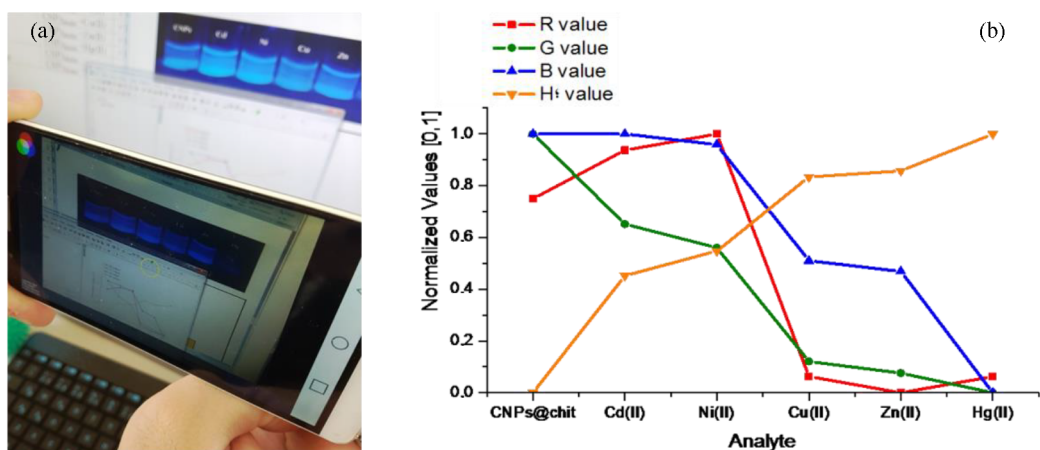 (a)
CNPs Cd Ni Cu Zn
R value
G value
B value
H value
(b)
Normalized Values [0,1]
1.0
0.8
0.6
0.4
0.2
0.0
CNPs@chit Cd(II) Ni(II) Cu(II) Zn(II) Hg(II)
Analyte